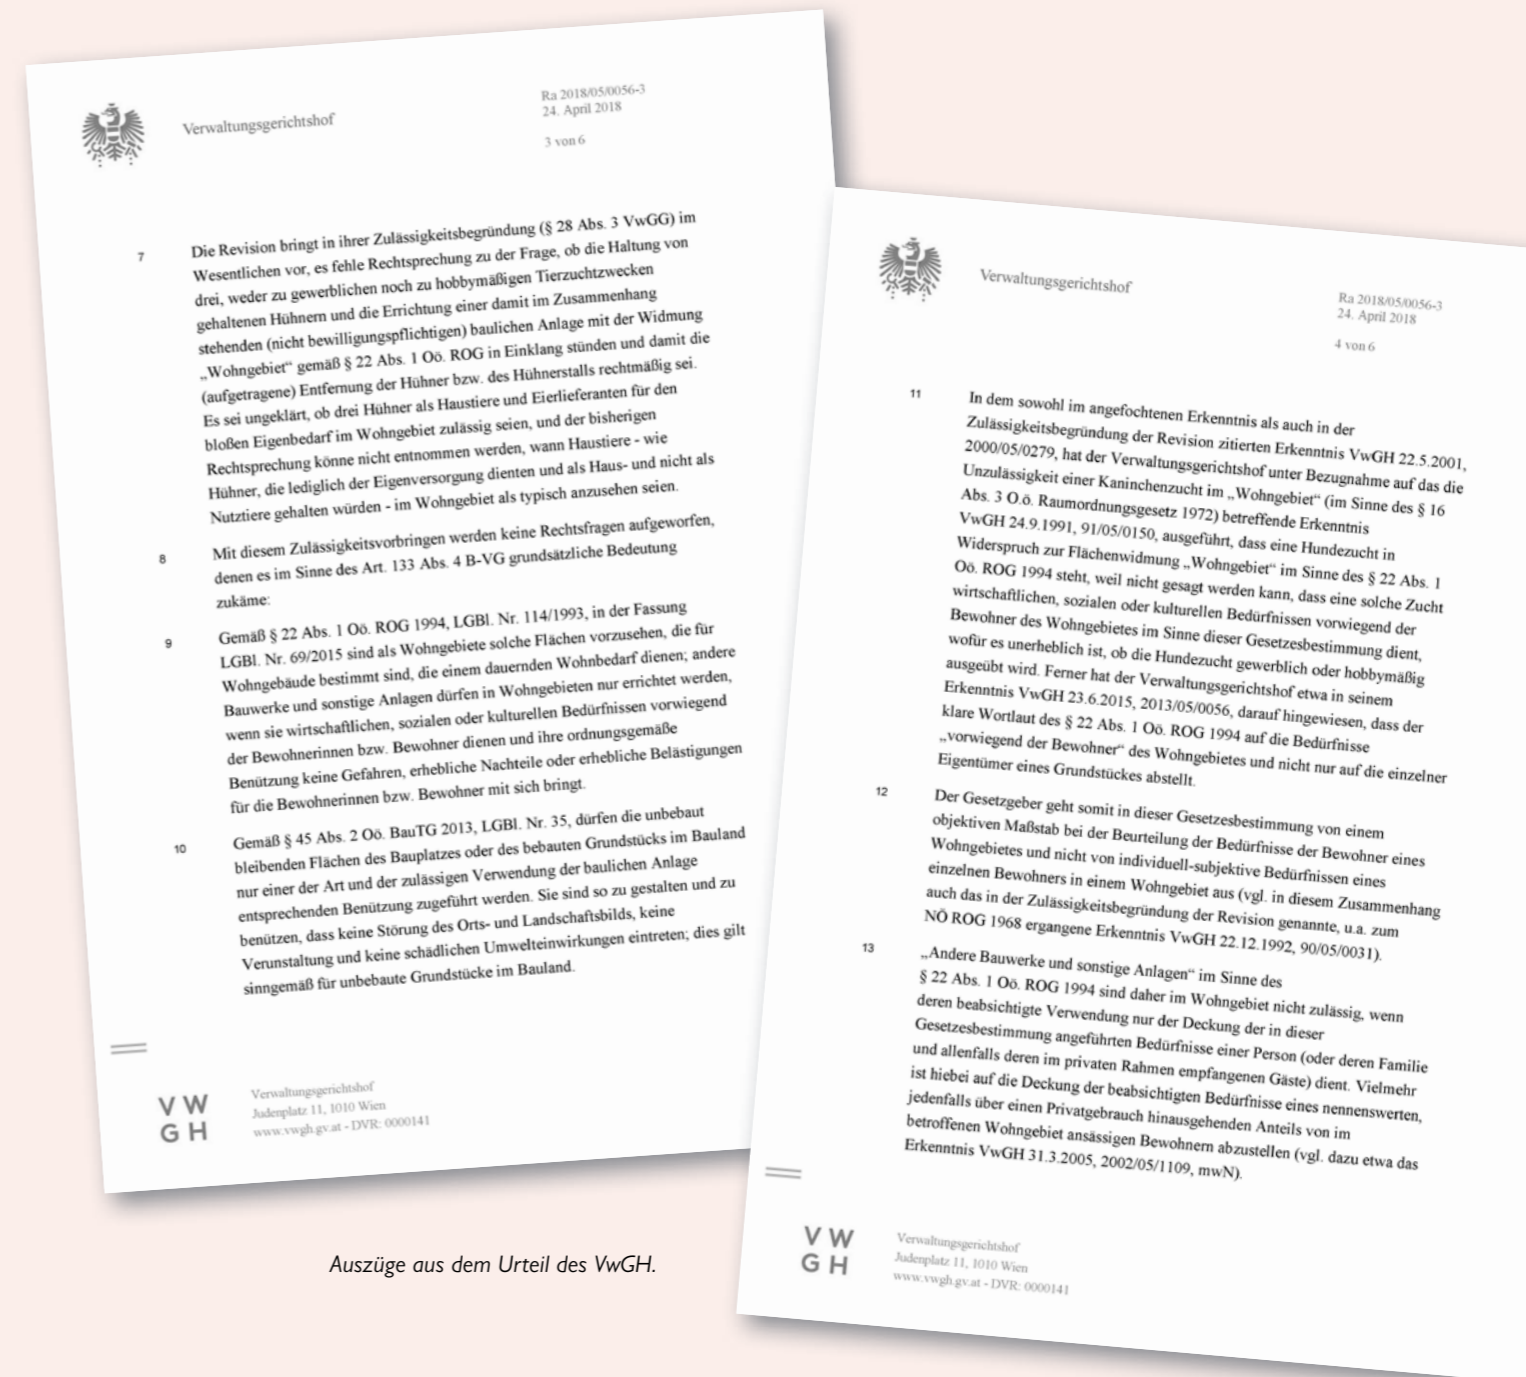 Verwaltungsgerichtshof
Ra 2018/05/0056-3
24. April 2018
3 von 6
7
Die Revision bringt in ihrer Zulässigkeitsbegründung (§ 28 Abs. 3 VwGG) im
Wesentlichen vor, es fehle Rechtsprechung zu der Frage, ob die Haltung von
drei, weder zu gewerblichen noch zu hobbymäßigen Tierzuchtzwecken
gehaltenen Hühnern und die Errichtung einer damit im Zusammenhang
stehenden (nicht bewilligungspflichtigen) baulichen Anlage mit der Widmung
„Wohngebiet“ gemäß § 22 Abs. 1 Oö. ROG in Einklang stünden und damit die
(aufgetragene) Entfernung der Hühner bzw. des Hühnerstalls rechtmäßig sei.
Es sei ungeklärt, ob drei Hühner als Haustiere und Eierlieferanten für den
bloßen Eigenbedarf im Wohngebiet zulässig seien, und der bisherigen
Rechtsprechung könne nicht entnommen werden, wann Haustiere - wie
Hühner, die lediglich der Eigenversorgung dienten und als Haus- und nicht als
Nutztiere gehalten würden - im Wohngebiet als typisch anzusehen seien.
8
Mit diesem Zulässigkeitsvorbringen werden keine Rechtsfragen aufgeworfen,
denen es im Sinne des Art. 133 Abs. 4 B-VG grundsätzliche Bedeutung
zukäme:
9
Gemäß § 22 Abs. 1 Oö. ROG 1994, LGBl. Nr. 114/1993, in der Fassung
LGBl. Nr. 69/2015 sind als Wohngebiete solche Flächen vorzusehen, die für
Wohngebäude bestimmt sind, die einem dauernden Wohnbedarf dienen; andere
Bauwerke und sonstige Anlagen dürfen in Wohngebieten nur errichtet werden,
wenn sie wirtschaftlichen, sozialen oder kulturellen Bedürfnissen vorwiegend
der Bewohnerinnen bzw. Bewohner dienen und ihre ordnungsgemäße
Benützung keine Gefahren, erhebliche Nachteile oder erhebliche Belästigungen
für die Bewohnerinnen bzw. Bewohner mit sich bringt.
10
Gemäß § 45 Abs. 2 Oö. BauTG 2013, LGBl. Nr. 35, dürfen die unbebaut
bleibenden Flächen des Bauplatzes oder des bebauten Grundstücks im Bauland
nur einer der Art und der zulässigen Verwendung der baulichen Anlage
entsprechenden Benützung zugeführt werden. Sie sind so zu gestalten und zu
benützen, dass keine Störung des Orts- und Landschaftsbilds, keine
Verunstaltung und keine schädlichen Umwelteinwirkungen eintreten; dies gilt
sinngemäß für unbebaute Grundstücke im Bauland.
VW
GH
Verwaltungsgerichtshof
Judenplatz 11, 1010 Wien
www.vwgh.gv.at - DVR: 0000141
Auszüge aus dem Urteil des VwGH.
Verwaltungsgerichtshof
Ra 2018/05/0056-3
24. April 2018
4 von 6
11
In dem sowohl im angefochtenen Erkenntnis als auch in der
Zulässigkeitsbegründung der Revision zitierten Erkenntnis VwGH 22.5.2001,
2000/05/0279, hat der Verwaltungsgerichtshof unter Bezugnahme auf das die
Unzulässigkeit einer Kaninchenzucht im „Wohngebiet“ (im Sinne des § 16
Abs. 3 O.ö. Raumordnungsgesetz 1972) betreffende Erkenntnis
VwGH 24.9.1991, 91/05/0150, ausgeführt, dass eine Hundezucht in
Widerspruch zur Flächenwidmung „Wohngebiet“ im Sinne des § 22 Abs. 1
Oö. ROG 1994 steht, weil nicht gesagt werden kann, dass eine solche Zucht
wirtschaftlichen, sozialen oder kulturellen Bedürfnissen vorwiegend der
Bewohner des Wohngebietes im Sinne dieser Gesetzesbestimmung dient,
wofür es unerheblich ist, ob die Hundezucht gewerblich oder hobbymäßig
ausgeübt wird. Ferner hat der Verwaltungsgerichtshof etwa in seinem
Erkenntnis VwGH 23.6.2015, 2013/05/0056, darauf hingewiesen, dass der
klare Wortlaut des § 22 Abs. 1 Oö. ROG 1994 auf die Bedürfnisse
„vorwiegend der Bewohner“ des Wohngebietes und nicht nur auf die einzelner
Eigentümer eines Grundstückes abstellt.
12
Der Gesetzgeber geht somit in dieser Gesetzesbestimmung von einem
objektiven Maßstab bei der Beurteilung der Bedürfnisse der Bewohner eines
Wohngebietes und nicht von individuell-subjektive Bedürfnissen eines
einzelnen Bewohners in einem Wohngebiet aus (vgl. in diesem Zusammenhang
auch das in der Zulässigkeitsbegründung der Revision genannte, u.a. zum
NÖ ROG 1968 ergangene Erkenntnis VwGH 22.12.1992, 90/05/0031).
13
„Andere Bauwerke und sonstige Anlagen“ im Sinne des
§ 22 Abs. 1 Oö. ROG 1994 sind daher im Wohngebiet nicht zulässig, wenn
deren beabsichtigte Verwendung nur der Deckung der in dieser
Gesetzesbestimmung angeführten Bedürfnisse einer Person (oder deren Familie
und allenfalls deren im privaten Rahmen empfangenen Gäste) dient. Vielmehr
ist hiebei auf die Deckung der beabsichtigten Bedürfnisse eines nennenswerten,
jedenfalls über einen Privatgebrauch hinausgehenden Anteils von im
betroffenen Wohngebiet ansässigen Bewohnern abzustellen (vgl. dazu etwa das
Erkenntnis VwGH 31.3.2005, 2002/05/1109, mwN).
VW
GH
Verwaltungsgerichtshof
Judenplatz 11, 1010 Wien
www.vwgh.gv.at - DVR: 0000141